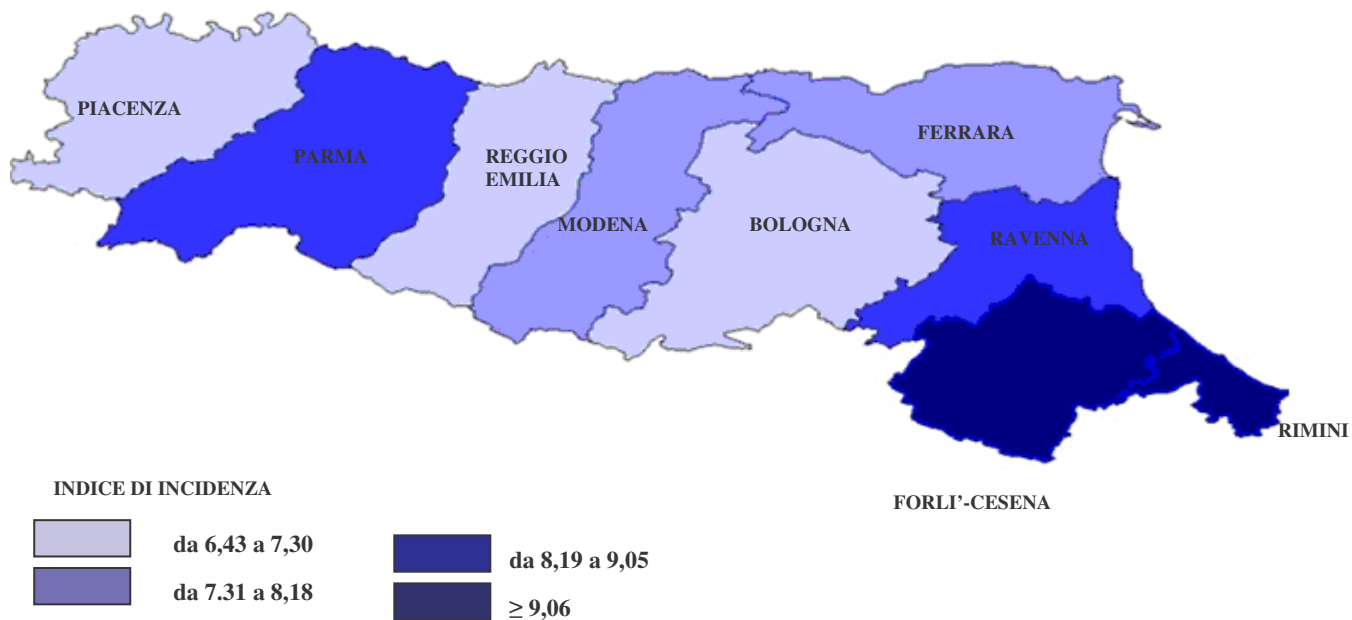 PIACENZA
PARMA
REGGIO
EMILIA
MODENA
BOLOGNA
FERRARA
RAVENNA
RIMINI
FORLI'-CESENA
INDICE DI INCIDENZA
da 6,43 a 7,30
da 7.31 a 8,18
da 8,19 a 9,05
≥ 9,06